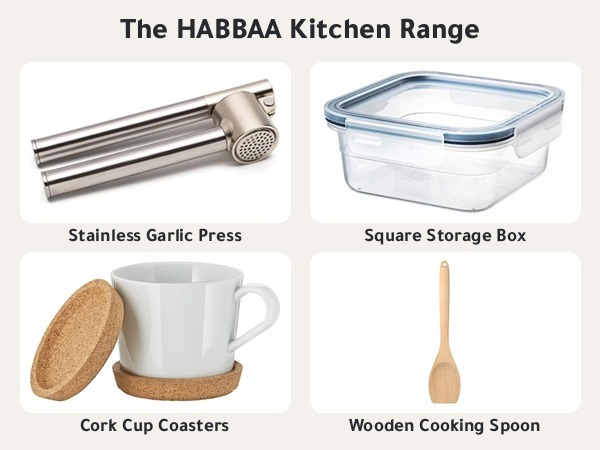 The HABBAA Kitchen Range
Stainless Garlic Press
Square Storage Box
Cork Cup Coasters
Wooden Cooking Spoon